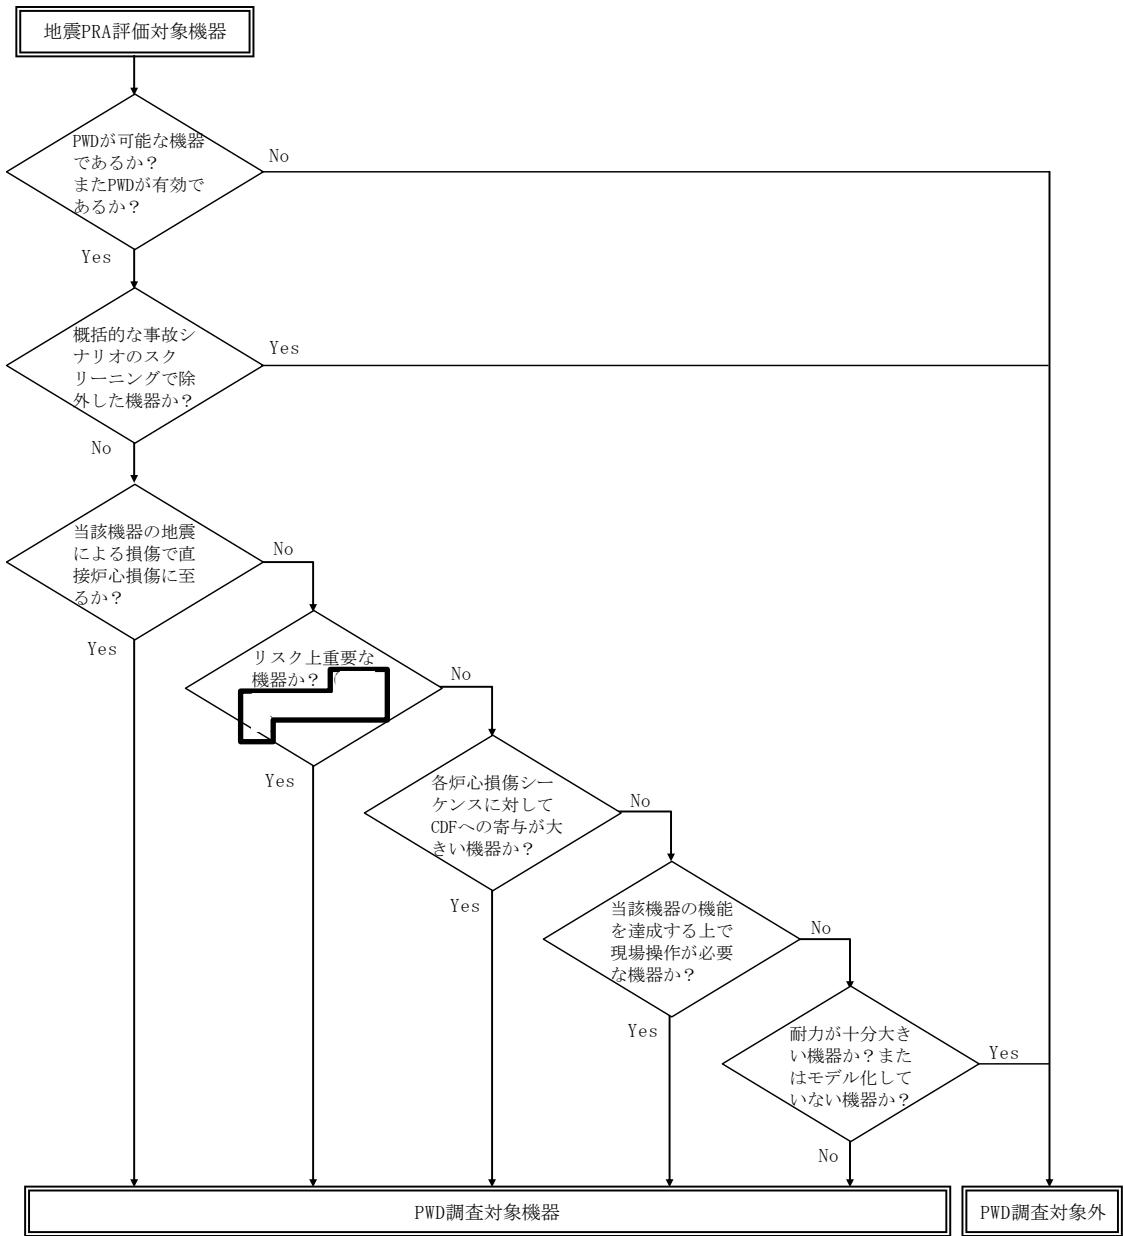 地震PRA評価対象機器
PWDが可能な機器
であるか？
またPWDが有効で
あるか？
No
Yes
概括的な事故シ
ナリオのスク
リーニングで除
外した機器か？
Yes
No
当該機器の地震
による損傷で直
接炉心損傷に至
るか？
No
Yes
リスク上重要な
機器か？（
No
Yes
各炉心損傷シー
ケンスに対して
CDFへの寄与が大
きい機器か？
No
Yes
当該機器の機能
を達成する上で
現場操作が必要
な機器か？
No
Yes
耐力が十分大き
い機器か？また
はモデル化して
いない機器か？
Yes
No
PWD調査対象機器
PWD調査対象外